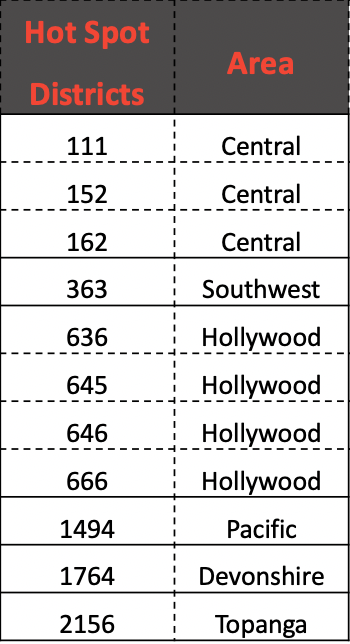 Hot Spot Districts Area
111 Central
152 Central
162 Central
363 Southwest
636 Hollywood
645 Hollywood
646 Hollywood
666 Hollywood
1494 Pacific
1764 Devonshire
2156 Topanga